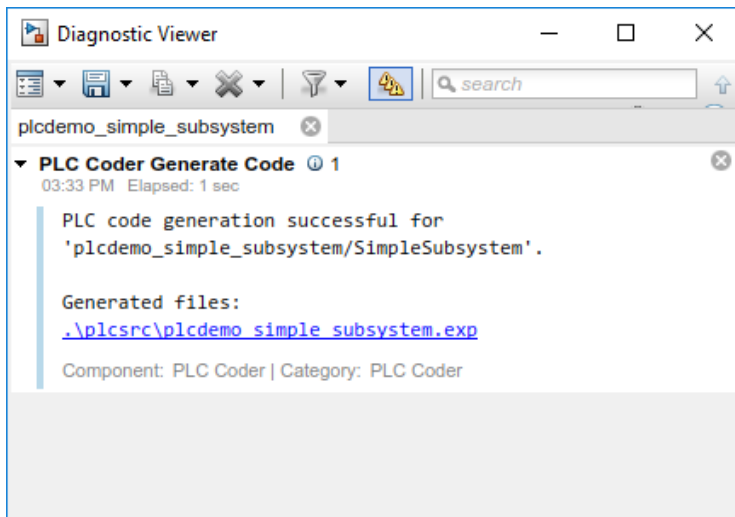 Diagnostic Viewer
search
plcdemo_simple_subsystem
PLC Coder Generate Code 1
03:33 PM Elapsed: 1 sec
PLC code generation successful for
'plcdemo_simple_subsystem/SimpleSubsystem'.
Generated files:
.\plcsrc\plcdemo_simple_subsystem.exp
Component: PLC Coder | Category: PLC Coder